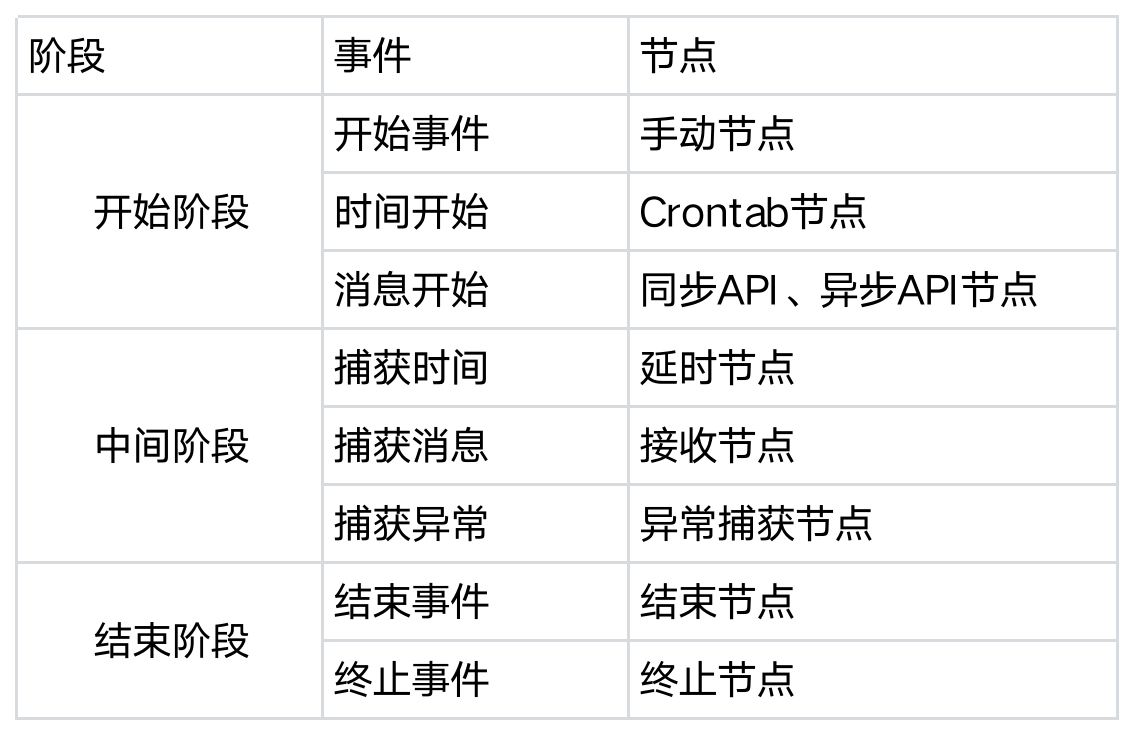 阶段 事件 节点
开始阶段
开始事件 手动节点
时间开始 Crontab节点
消息开始 同步API、异步API节点
中间阶段
捕获时间 延时节点
捕获消息 接收节点
捕获异常 异常捕获节点
结束阶段
结束事件 结束节点
终止事件 终止节点